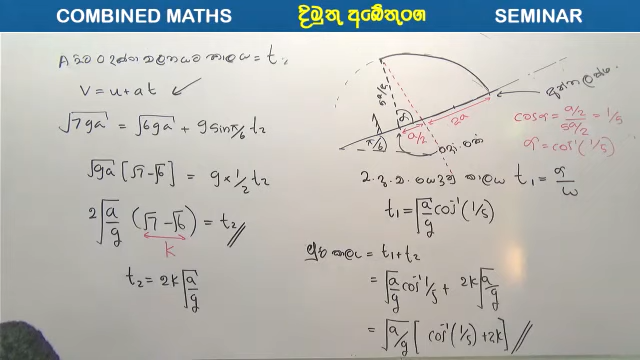 COMBINED MATHS
දිමුතු අබේතුංග
SEMINAR
A සිට O දක්වා චලනයට කාලය = t₂
V = u + at
√7ga = √6ga + g sin π/6 t₂
√ga [√7 - √6] = g × 1/2 t₂
2√a/g (√7 - √6) = t₂
k
t₂ = 2k √a/g
5a/2
α
a/2
2a
π/6
cos α = (a/2)/(5a/2) = 1/5
α = cos⁻¹(1/5)
කාලය t₁ = α/ω
t₁ = √a/g cos⁻¹(1/5)
කාලය = t₁ + t₂
= √a/g cos⁻¹ 1/5 + 2k √a/g
= √a/g [cos⁻¹(1/5) + 2k]